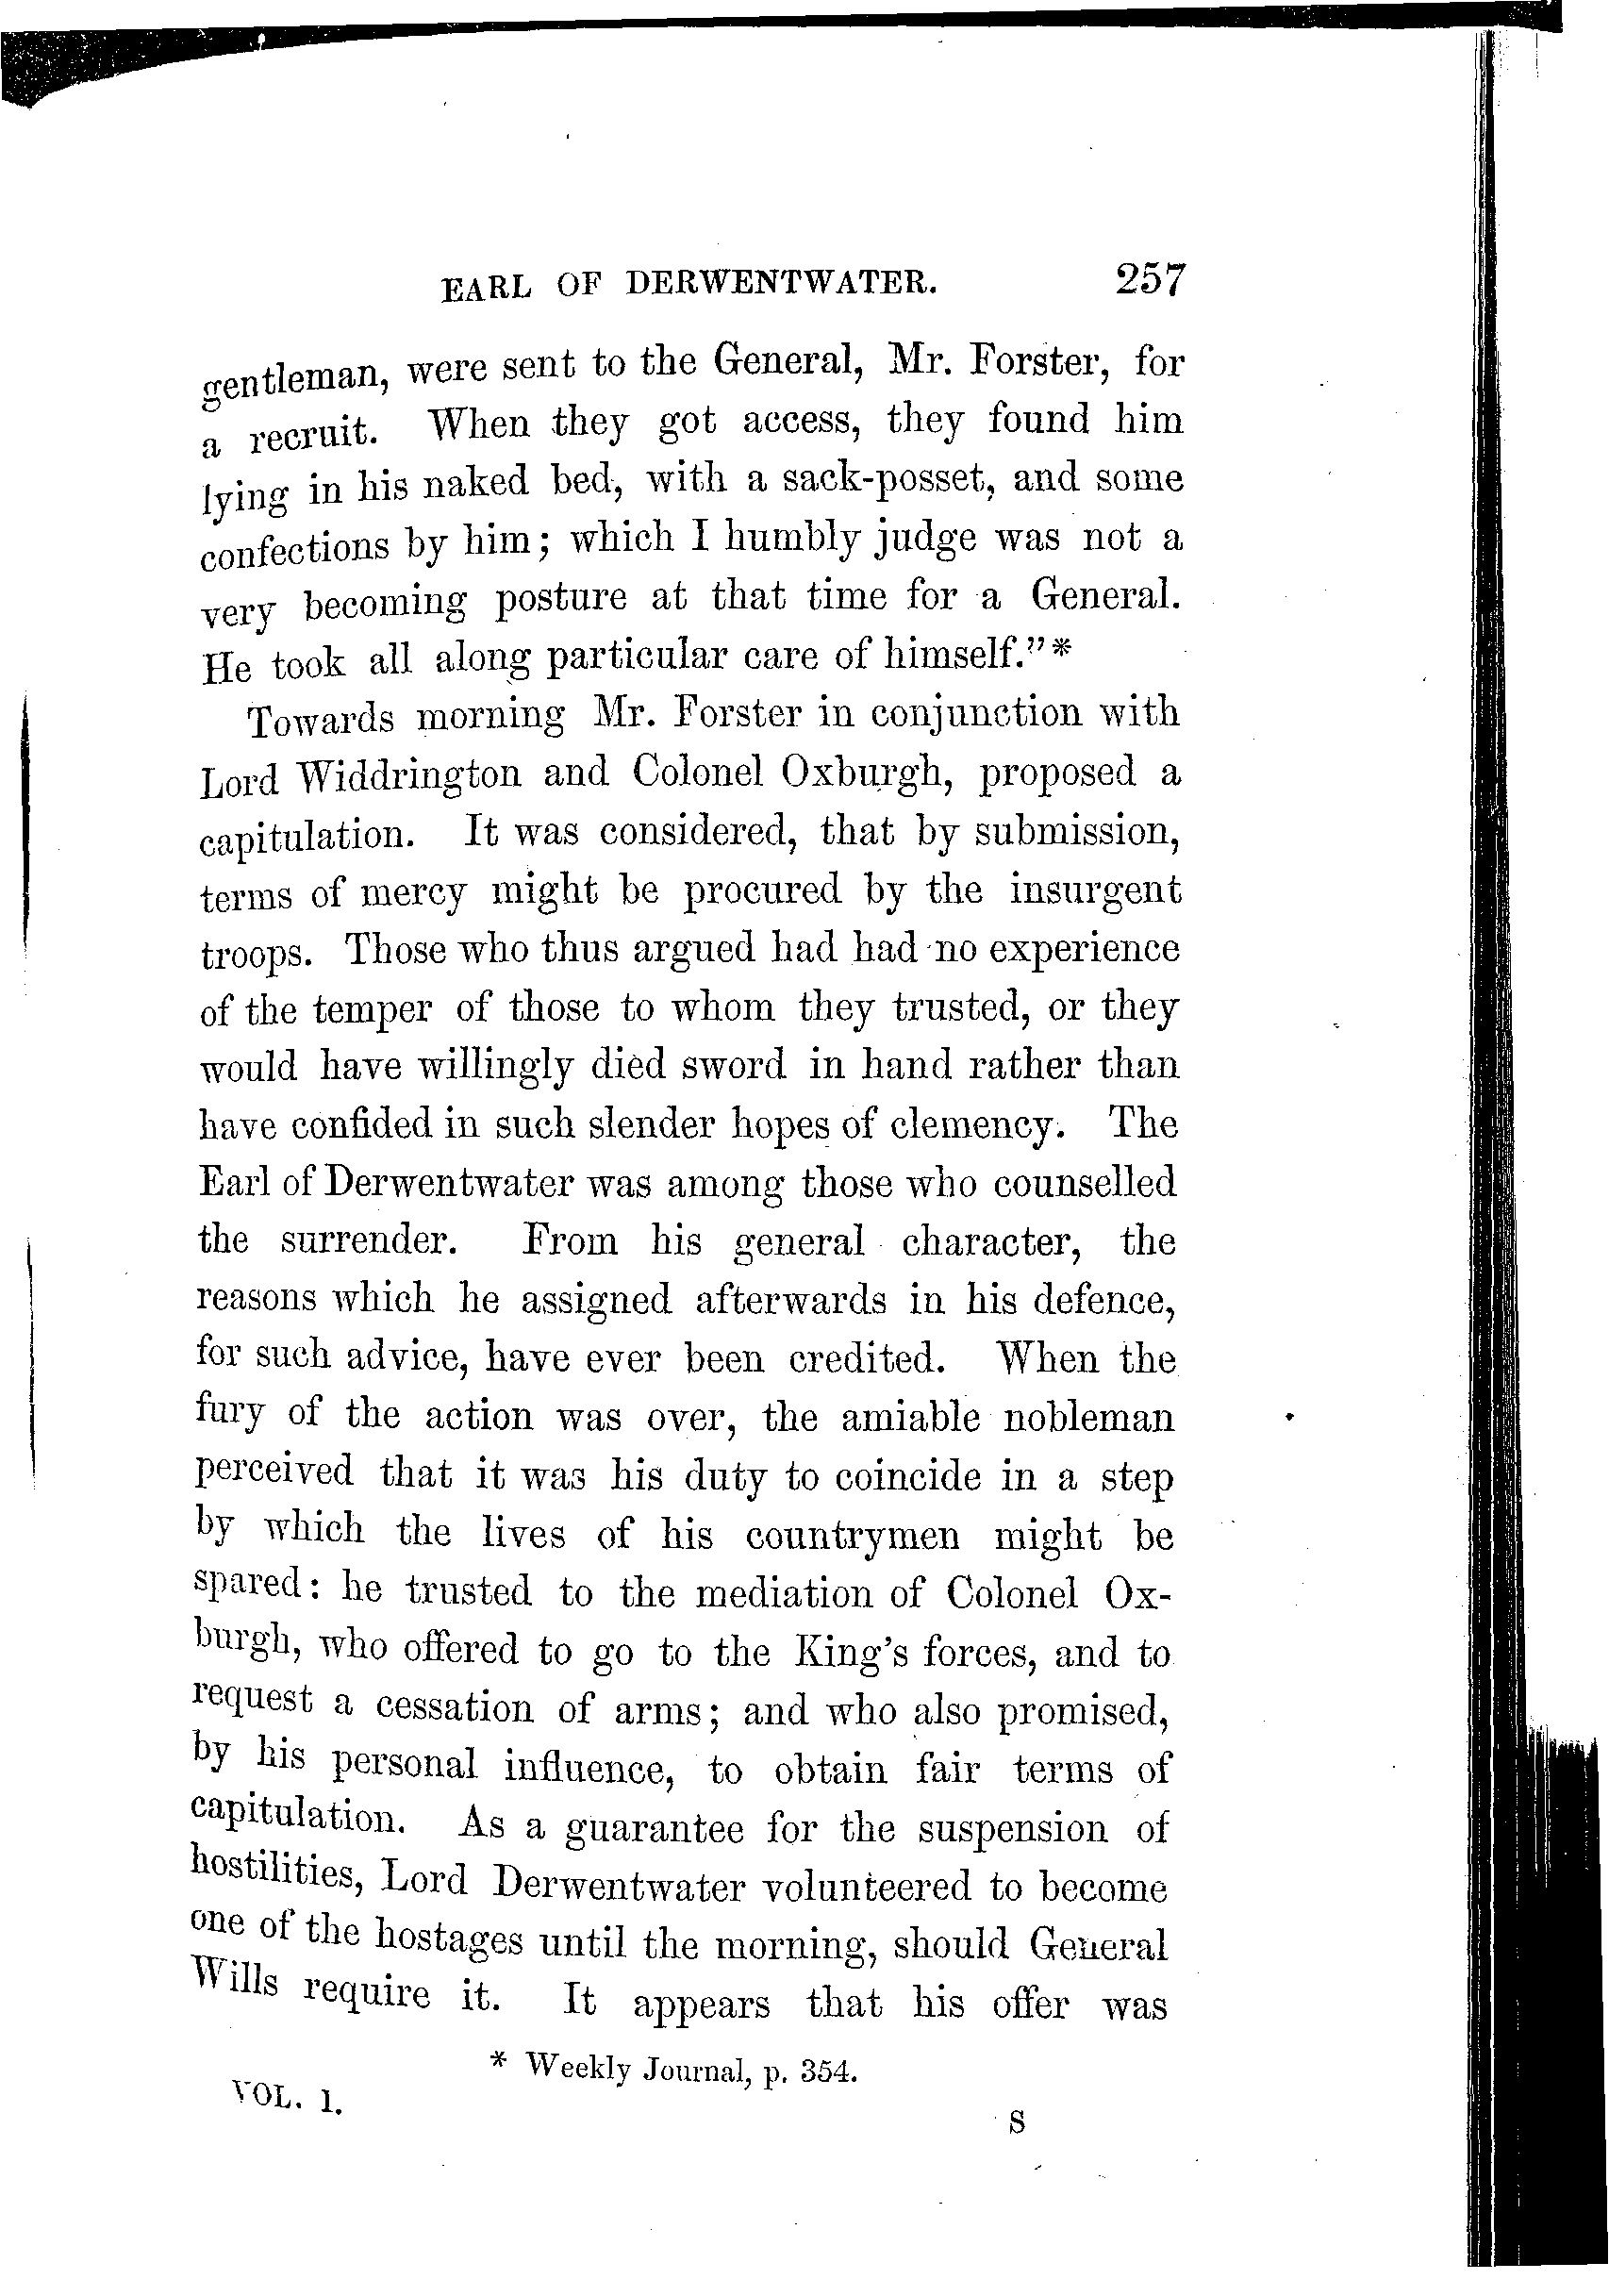 EARL OF DERWENTWATER. 257
gentleman, were sent to the General, Mr. Forster, for
a recruit. When they got access, they found him
lying in his naked bed, with a sack-posset, and some
confections by him; which I humbly judge was not a
very becoming posture at that time for a General.
He took all along particular care of himself."*
Towards morning Mr. Forster in conjunction with
Lord Widdrington and Colonel Oxburgh, proposed a
capitulation. It was considered, that by submission,
terms of mercy might be procured by the insurgent
troops. Those who thus argued had had no experience
of the temper of those to whom they trusted, or they
would have willingly died sword in hand rather than
have confided in such slender hopes of clemency. The
Earl of Derwentwater was among those who counselled
the surrender. From his general character, the
reasons which he assigned afterwards in his defence,
for such advice, have ever been credited. When the
fury of the action was over, the amiable nobleman
perceived that it was his duty to coincide in a step
by which the lives of his countrymen might be
spared: he trusted to the mediation of Colonel Ox-
burgh, who offered to go to the King's forces, and to
request a cessation of arms; and who also promised,
by his personal influence, to obtain fair terms of
capitulation. As a guarantee for the suspension of
hostilities, Lord Derwentwater volunteered to become
one of the hostages until the morning, should General
Wills require it. It appears that his offer was
* Weekly Journal, p. 354.
VOL. 1.
S